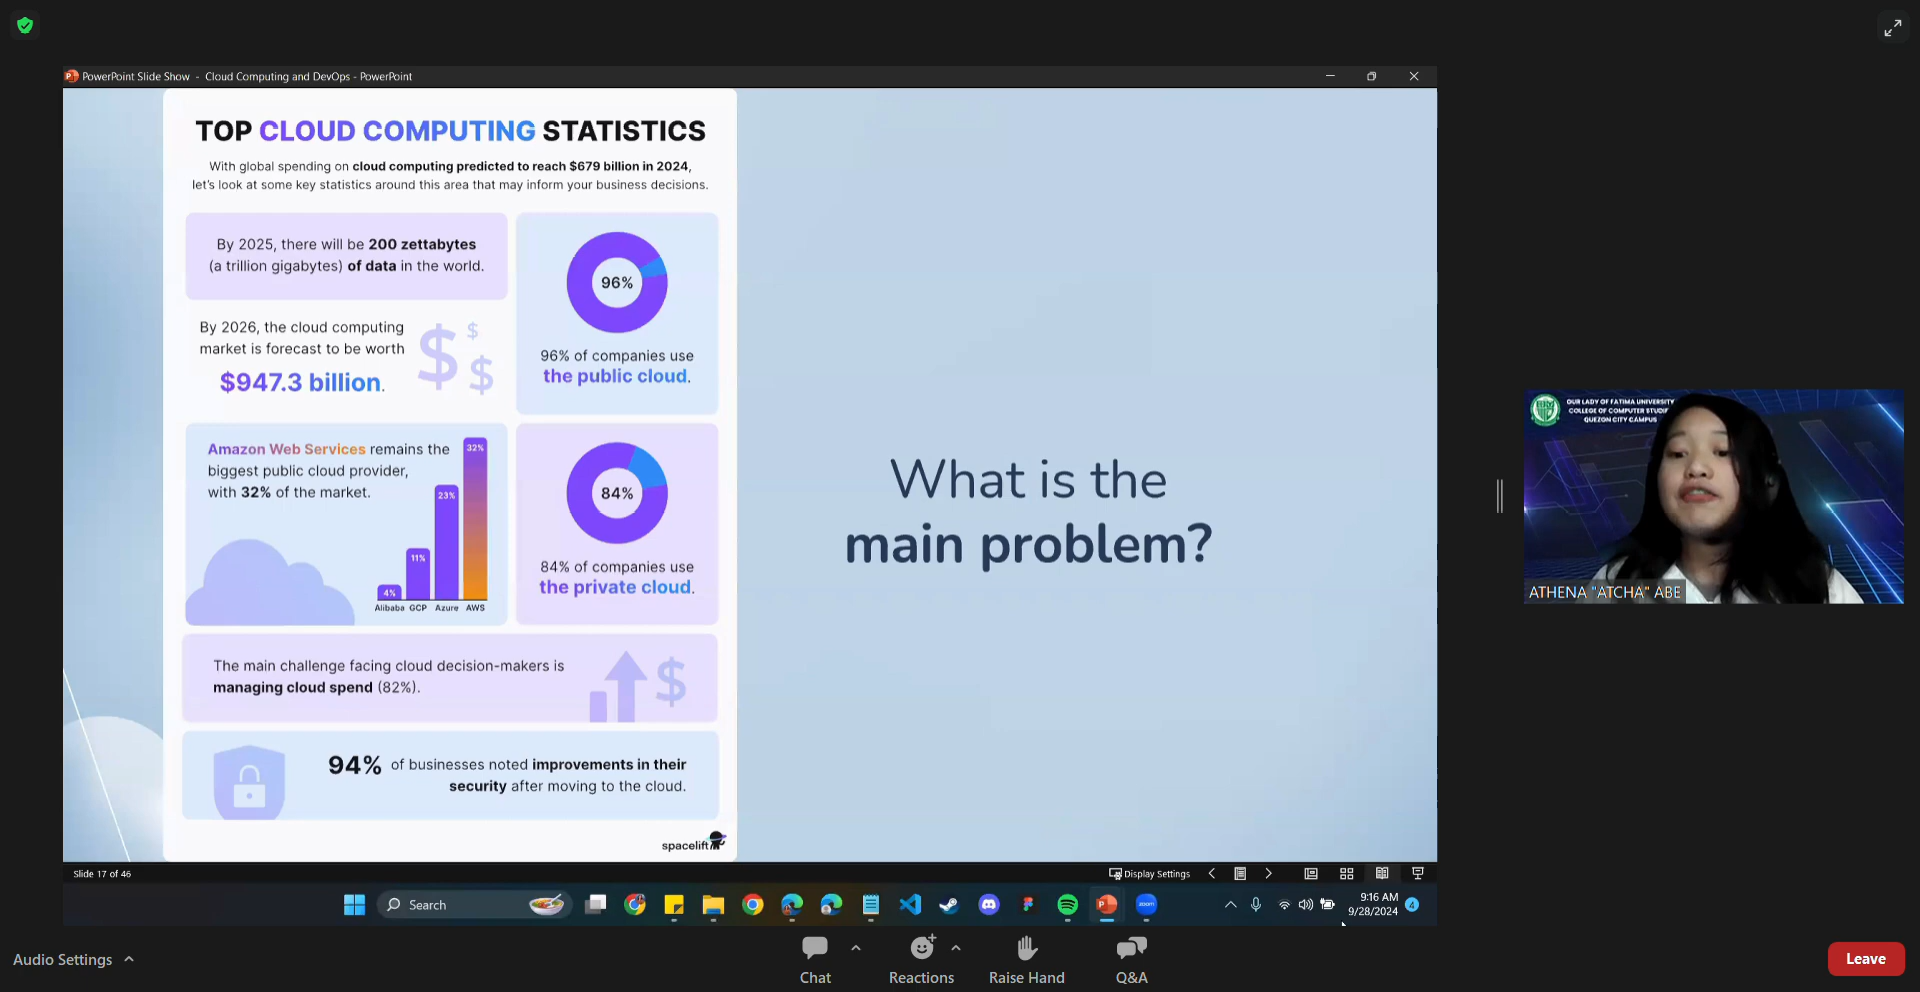 PowerPoint Slide Show - Cloud Computing and DevOps - PowerPoint
TOP CLOUD COMPUTING STATISTICS
With global spending on cloud computing predicted to reach $679 billion in 2024,
let's look at some key statistics around this area that may inform your business decisions.
By 2025, there will be 200 zettabytes
(a trillion gigabytes) of data in the world.
By 2026, the cloud computing
market is forecast to be worth
$947.3 billion.
$ $ $
96%
96% of companies use
the public cloud.
Amazon Web Services remains the
biggest public cloud provider,
with 32% of the market.
4% 11% 23% 32%
Alibaba GCP Azure AWS
84%
84% of companies use
the private cloud.
The main challenge facing cloud decision-makers is
managing cloud spend (82%).
$
94% of businesses noted improvements in their
security after moving to the cloud.
spacelift
What is the
main problem?
OUR LADY OF FATIMA UNIVERSITY
COLLEGE OF COMPUTER STUDIE
QUEZON CITY CAMPUS
ATHENA "ATCHA" ABE
Slide 17 of 46
Display Settings
Search
zoom
9:16 AM
9/28/2024
4
Audio Settings
Chat
Reactions
Raise Hand
Q&A
Leave